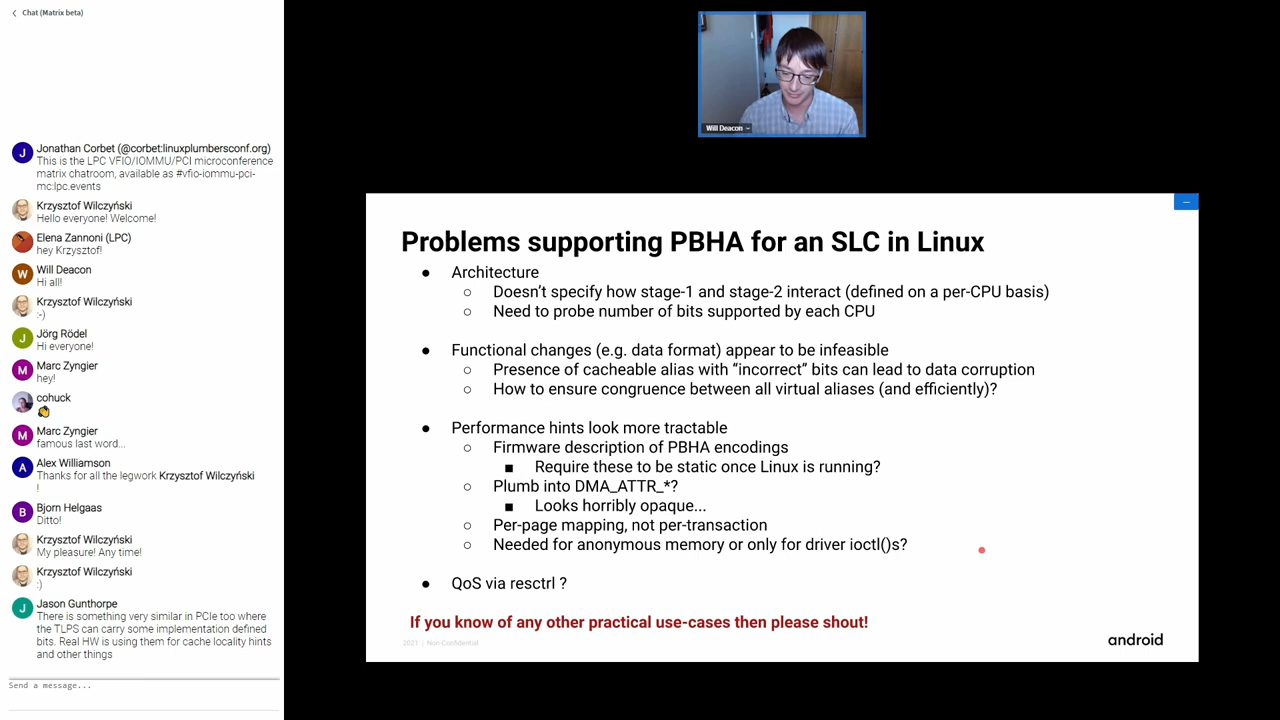 Chat (Matrix beta)
J
Jonathan Corbet (@corbet:linuxplumbersconf.org)
This is the LPC VFIO/IOMMU/PCI microconference
matrix chatroom, available as #vfio-iommu-pci-
mc:lpc.events
Krzysztof Wilczyński
Hello everyone! Welcome!
Elena Zannoni (LPC)
hey Krzysztof!
W
Will Deacon
Hi all!
Krzysztof Wilczyński
:-)
J
Jörg Rödel
Hi everyone!
M
Marc Zyngier
hey!
cohuck
M
Marc Zyngier
famous last word...
A
Alex Williamson
Thanks for all the legwork Krzysztof Wilczyński
!
B
Bjorn Helgaas
Ditto!
Krzysztof Wilczyński
My pleasure! Any time!
Krzysztof Wilczyński
:)
J
Jason Gunthorpe
There is something very similar in PCIe too where
the TLPS can carry some implementation defined
bits. Real HW is using them for cache locality hints
and other things
Send a message...
Will Deacon
Problems supporting PBHA for an SLC in Linux
● Architecture
○ Doesn't specify how stage-1 and stage-2 interact (defined on a per-CPU basis)
○ Need to probe number of bits supported by each CPU
● Functional changes (e.g. data format) appear to be infeasible
○ Presence of cacheable alias with “incorrect” bits can lead to data corruption
○ How to ensure congruence between all virtual aliases (and efficiently)?
● Performance hints look more tractable
○ Firmware description of PBHA encodings
■ Require these to be static once Linux is running?
○ Plumb into DMA_ATTR_*?
■ Looks horribly opaque...
○ Per-page mapping, not per-transaction
○ Needed for anonymous memory or only for driver ioctl()s?
● QoS via resctrl ?
If you know of any other practical use-cases then please shout!
2021 | Non-Confidential
android